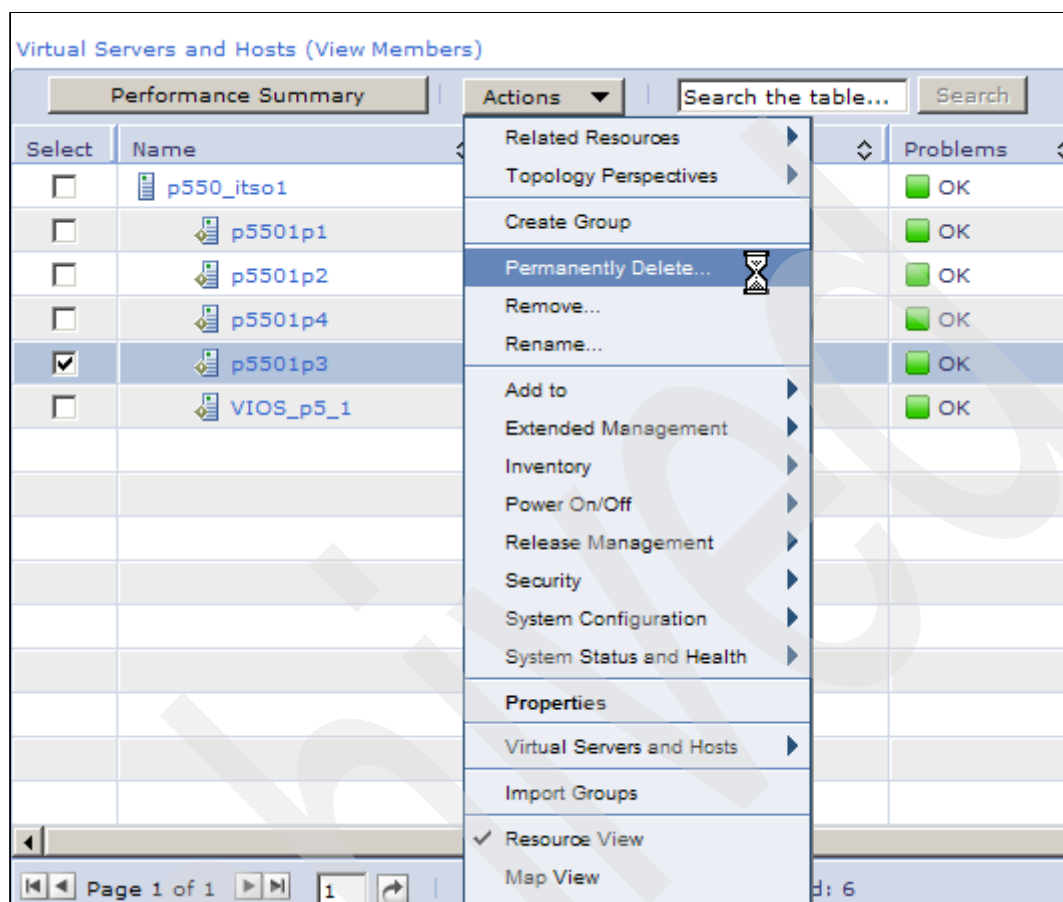 Virtual Servers and Hosts (View Members)
Performance Summary Actions Search the table... Search
Select Name Problems
p550_itso1 OK
p5501p1 OK
p5501p2 OK
p5501p4 OK
p5501p3 OK
VIOS_p5_1 OK
Related Resources
Topology Perspectives
Create Group
Permanently Delete...
Remove...
Rename...
Add to
Extended Management
Inventory
Power On/Off
Release Management
Security
System Configuration
System Status and Health
Properties
Virtual Servers and Hosts
Import Groups
Resource View
Map View
Page 1 of 1 1 d: 6